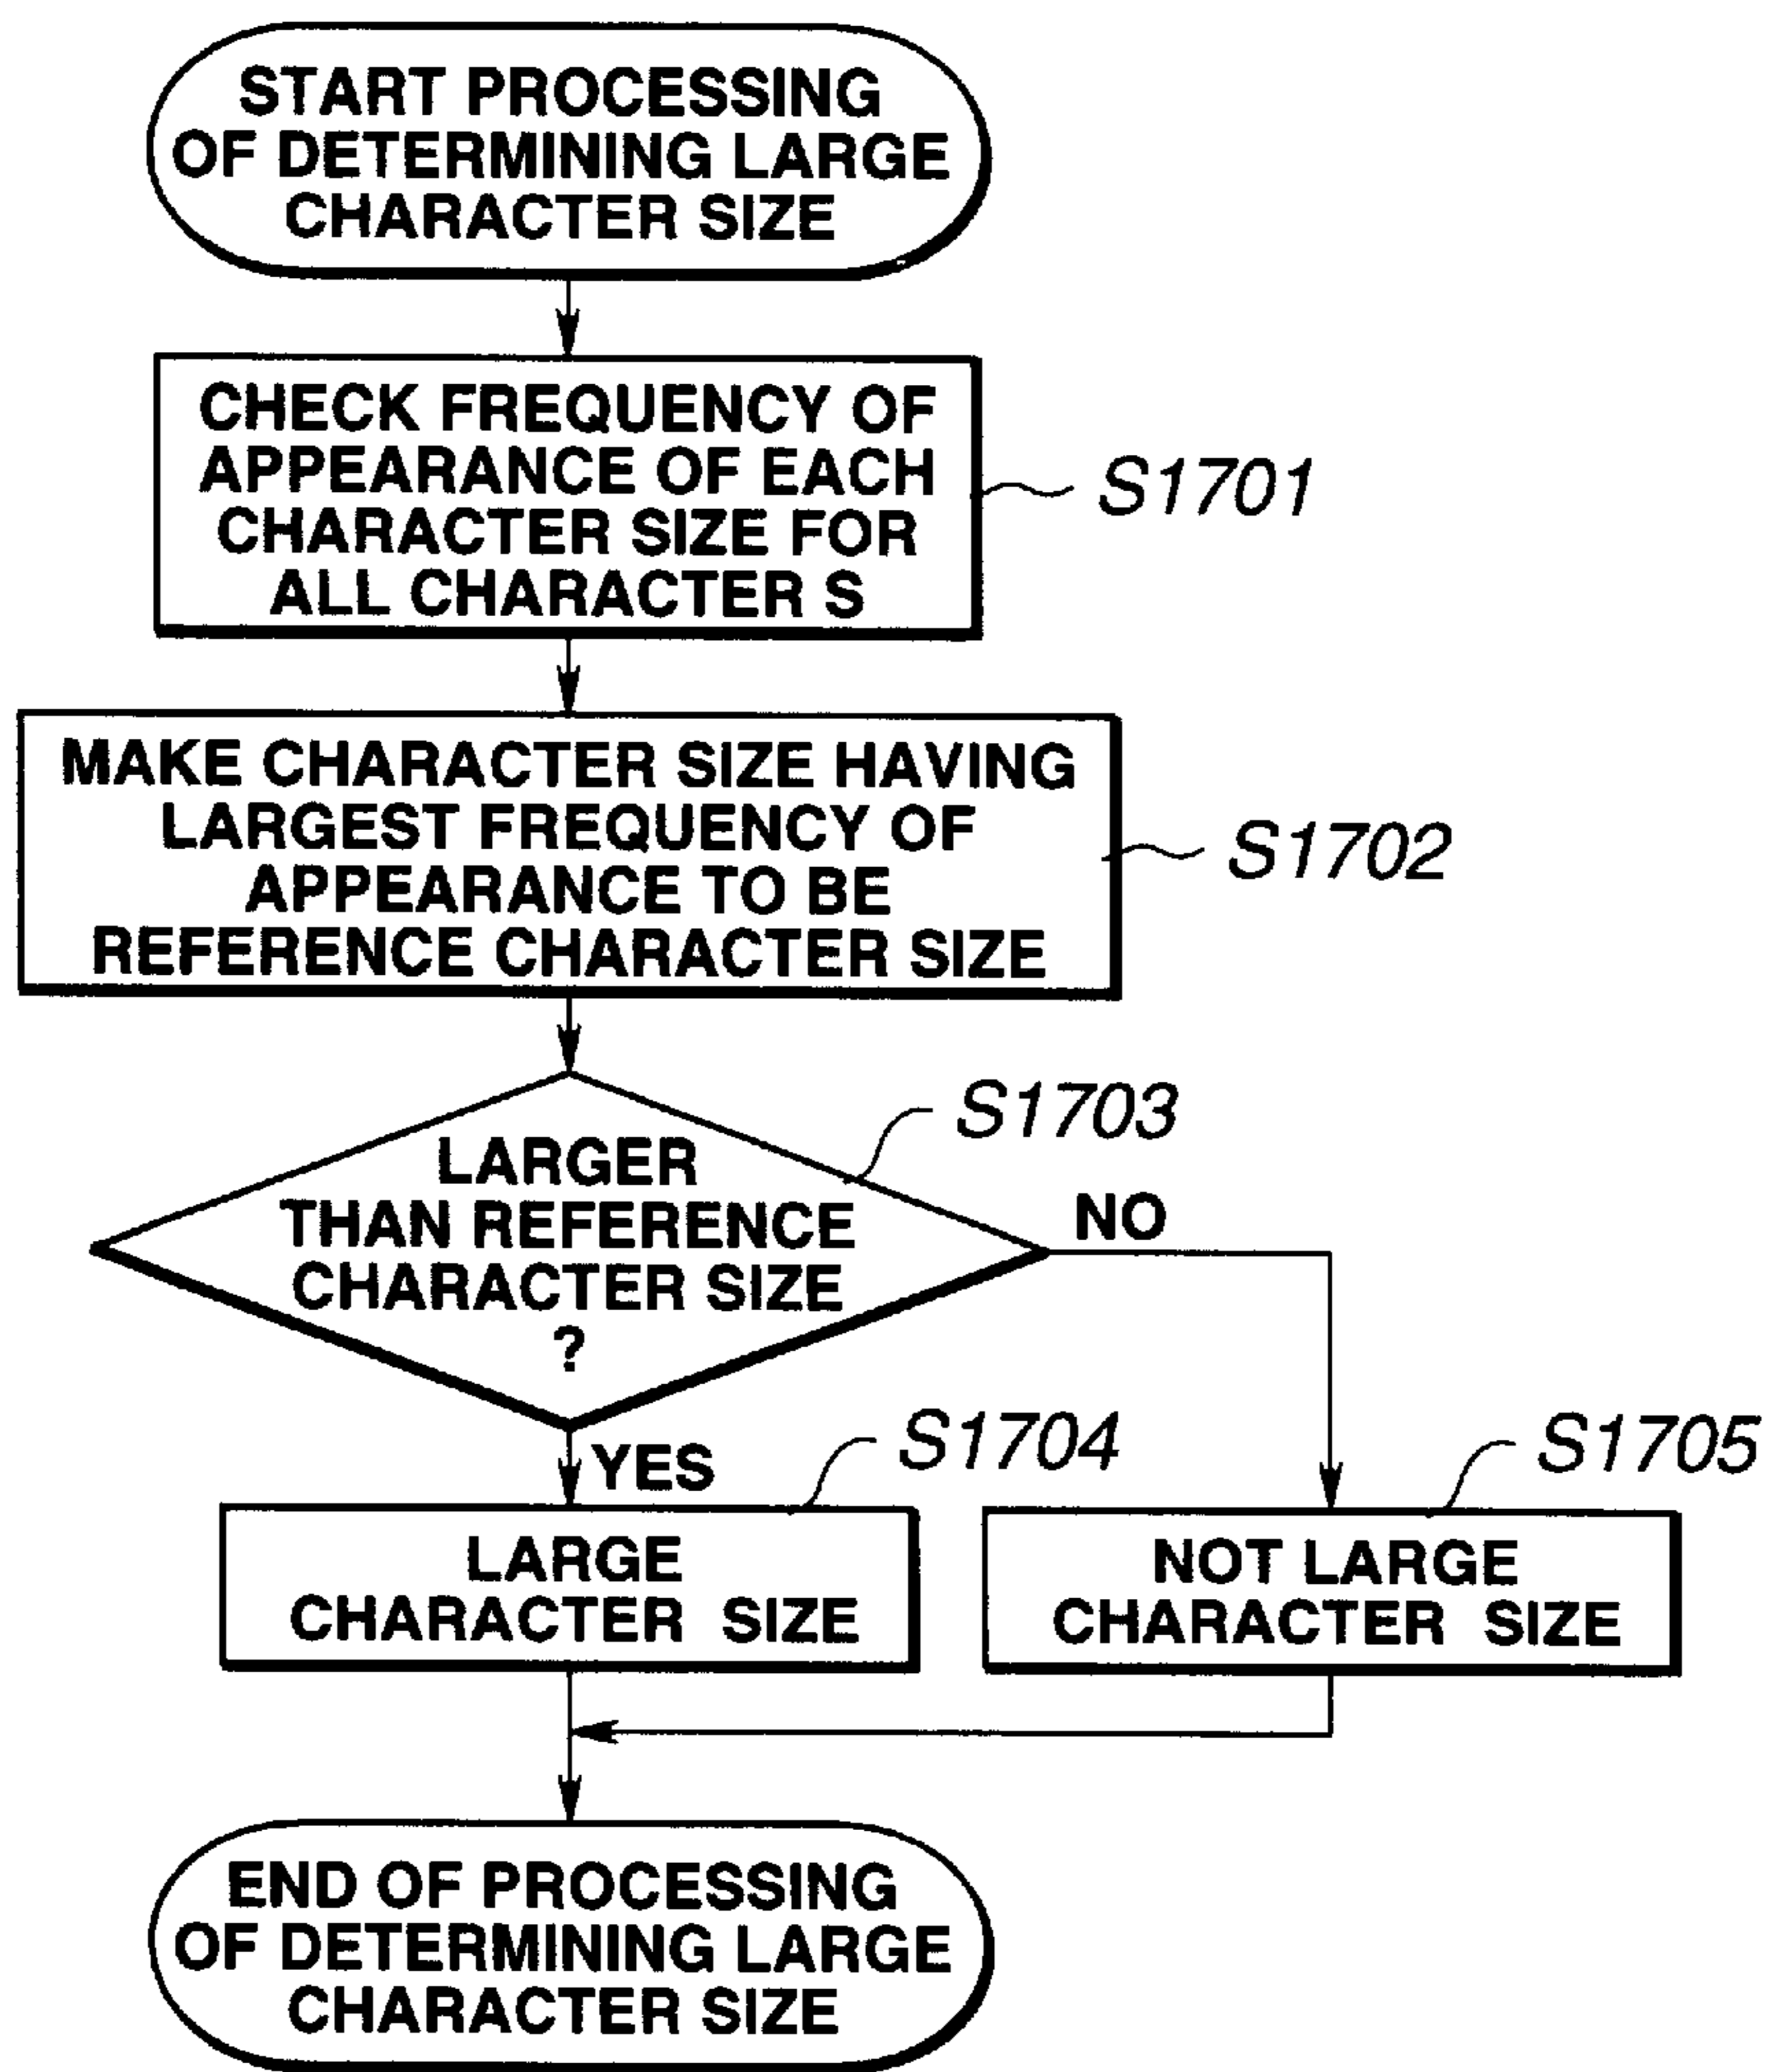 START PROCESSING
OF DETERMINING LARGE
CHARACTER SIZE
CHECK FREQUENCY OF
APPEARANCE OF EACH
CHARACTER SIZE FOR
ALL CHARACTER S
S1701
MAKE CHARACTER SIZE HAVING
LARGEST FREQUENCY OF
APPEARANCE TO BE
REFERENCE CHARACTER SIZE
S1702
S1703
LARGER
THAN REFERENCE
CHARACTER SIZE
?
NO
YES
S1704
S1705
LARGE
CHARACTER SIZE
NOT LARGE
CHARACTER SIZE
END OF PROCESSING
OF DETERMINING LARGE
CHARACTER SIZE